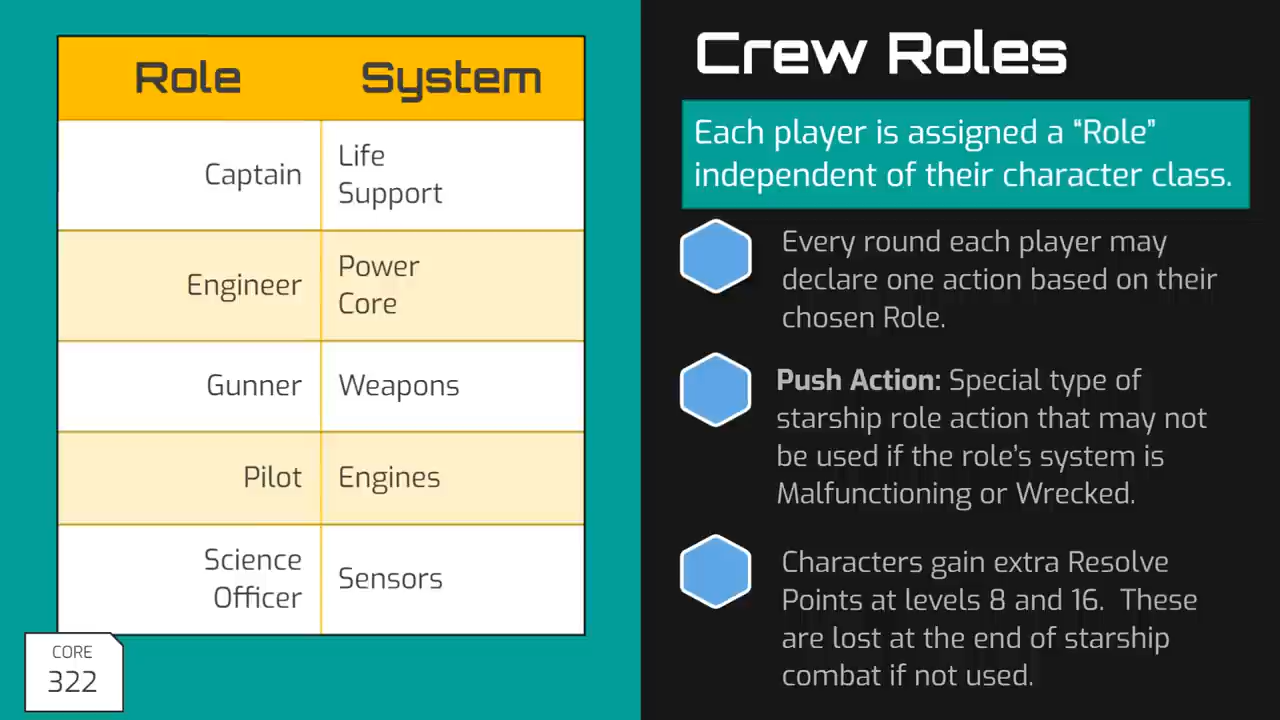 Role System
Captain
Life
Support
Engineer
Power
Core
Gunner
Weapons
Pilot
Engines
Science
Officer
Sensors
CORE
322
Crew Roles
Each player is assigned a “Role”
independent of their character class.
Every round each player may
declare one action based on their
chosen Role.
Push Action: Special type of
starship role action that may not
be used if the role’s system is
Malfunctioning or Wrecked.
Characters gain extra Resolve
Points at levels 8 and 16.  These
are lost at the end of starship
combat if not used.